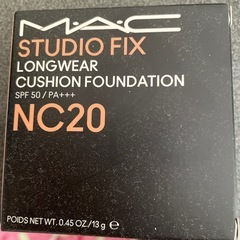 M·A·C
STUDIO FIX
LONGWEAR
CUSHION FOUNDATION
SPF 50 / PA+++
NC20
POIDS NET WT. 0.45 OZ / 13 g ℮